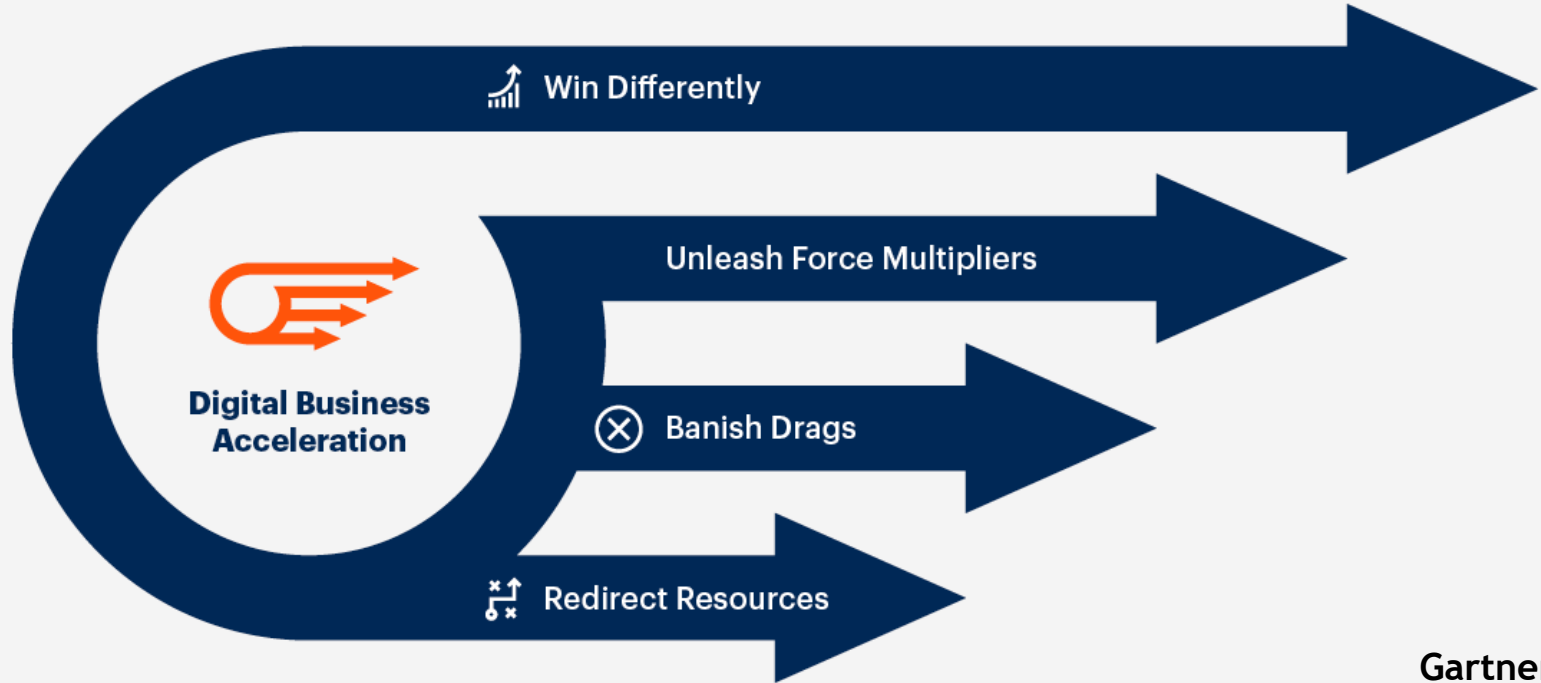 Win Differently
Unleash Force Multipliers
Digital Business
Acceleration
Banish Drags
Redirect Resources
Gartner